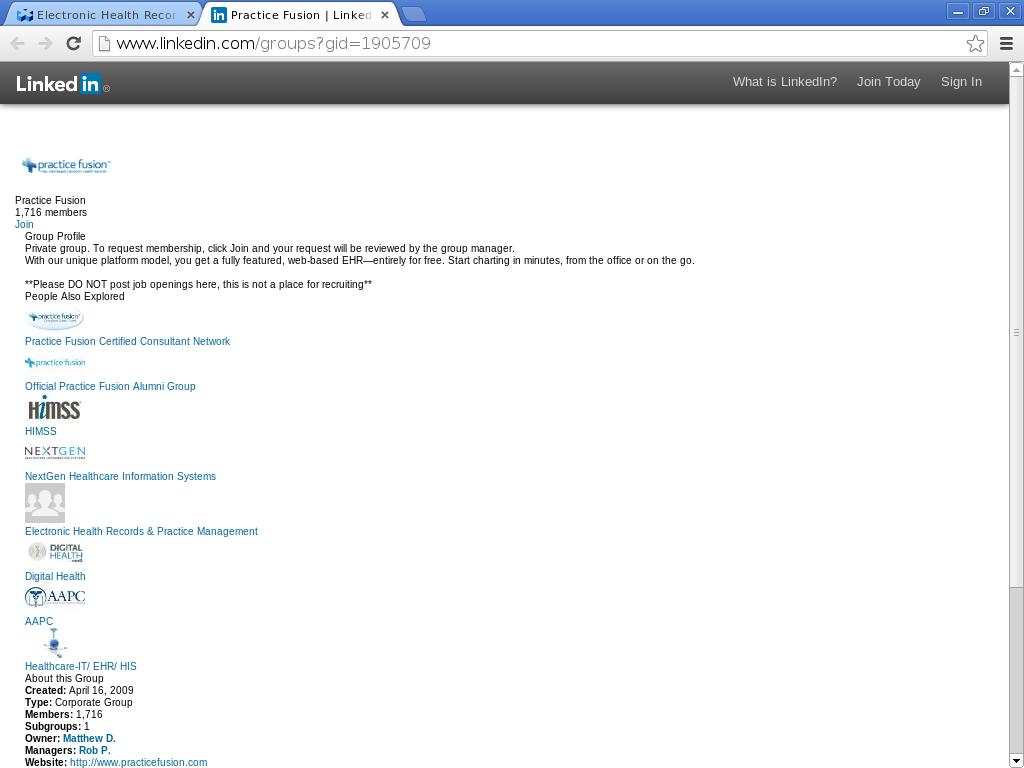 Electronic Health Recor
Practice Fusion | Linked
www.linkedin.com/groups?gid=1905709
Linked in ®
What is LinkedIn? Join Today Sign In
practice fusion™
Practice Fusion
1,716 members
Join
Group Profile
Private group. To request membership, click Join and your request will be reviewed by the group manager.
With our unique platform model, you get a fully featured, web-based EHR—entirely for free. Start charting in minutes, from the office or on the go.
**Please DO NOT post job openings here, this is not a place for recruiting**
People Also Explored
practice fusion
Practice Fusion Certified Consultant Network
practice fusion
Official Practice Fusion Alumni Group
HiMSS
HIMSS
NEXTGEN
NextGen Healthcare Information Systems
Electronic Health Records & Practice Management
DIGITAL
HEALTH
Digital Health
AAPC
AAPC
Healthcare-IT/ EHR/ HIS
About this Group
Created: April 16, 2009
Type: Corporate Group
Members: 1,716
Subgroups: 1
Owner: Matthew D.
Managers: Rob P.
Website: http://www.practicefusion.com